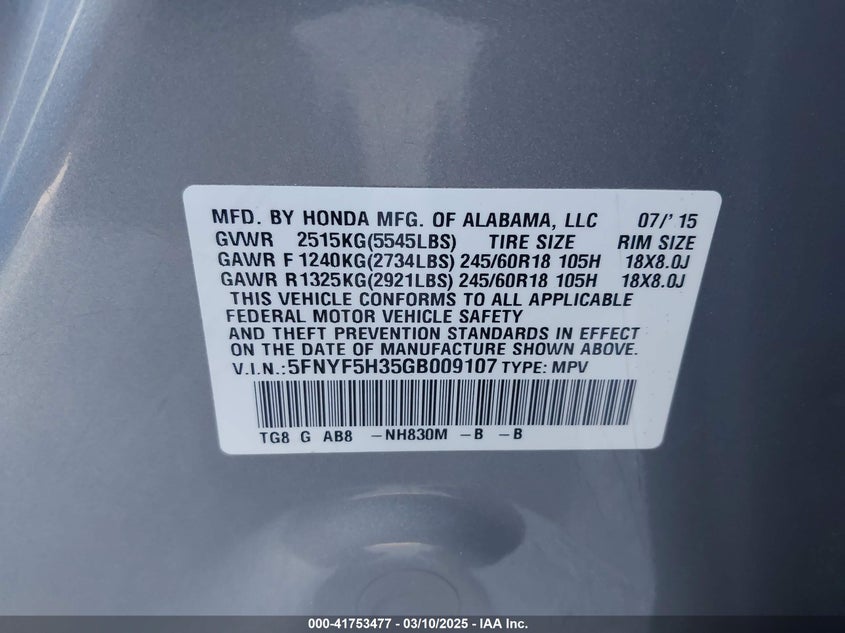 MFD. BY HONDA MFG. OF ALABAMA, LLC 07/' 15
GVWR 2515KG(5545LBS) TIRE SIZE RIM SIZE
GAWR F 1240KG(2734LBS) 245/60R18 105H 18X8.0J
GAWR R 1325KG(2921LBS) 245/60R18 105H 18X8.0J
THIS VEHICLE CONFORMS TO ALL APPLICABLE
FEDERAL MOTOR VEHICLE SAFETY
AND THEFT PREVENTION STANDARDS IN EFFECT
ON THE DATE OF MANUFACTURE SHOWN ABOVE.
V.I.N.:5FNYF5H35GB009107 TYPE: MPV
TG8 G AB8 -NH830M -B -B
000-41753477 - 03/10/2025 - IAA Inc.